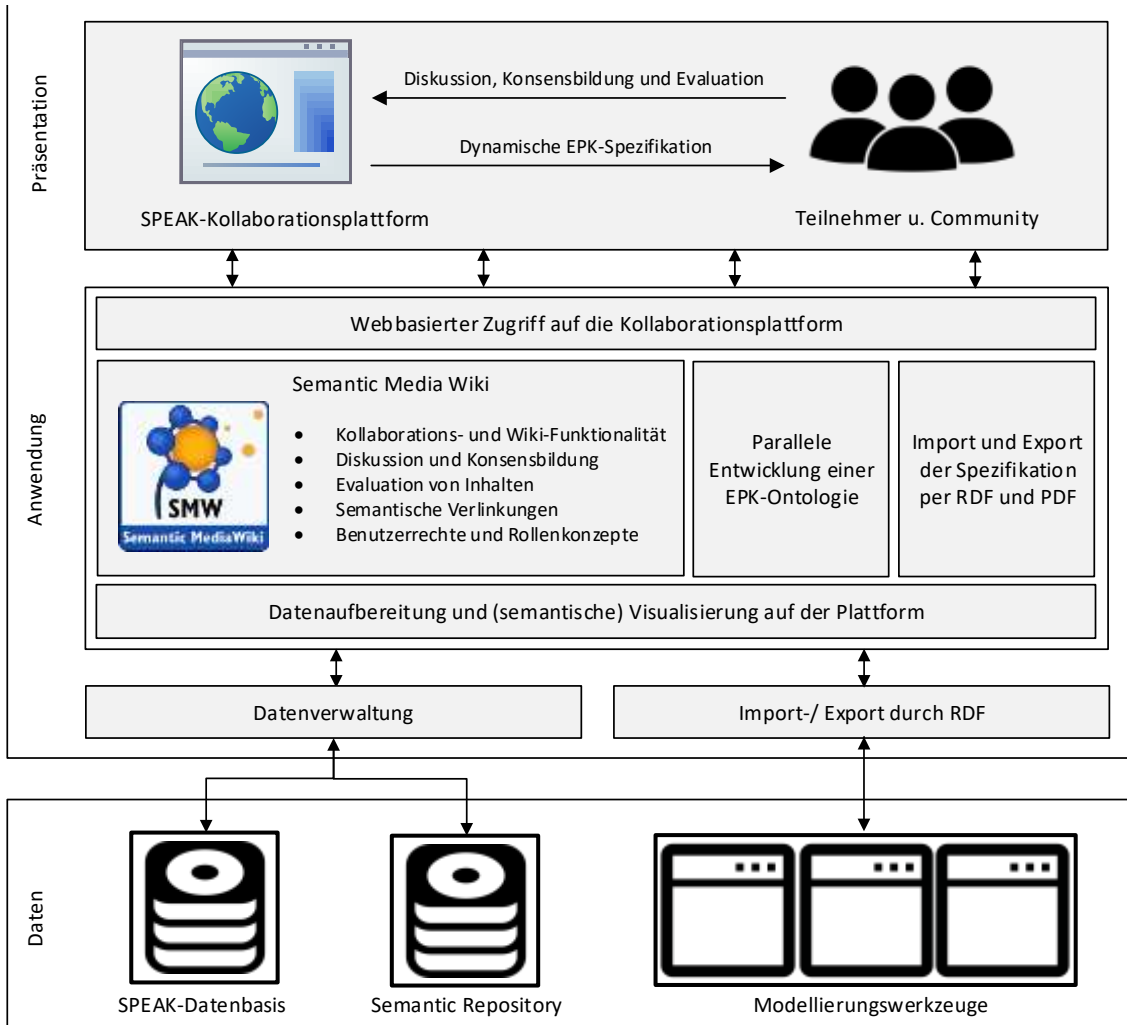 Präsentation
Diskussion, Konsensbildung und Evaluation
Dynamische EPK-Spezifikation
SPEAK-Kollaborationsplattform
Teilnehmer u. Community
Anwendung
Webbasierter Zugriff auf die Kollaborationsplattform
Semantic Media Wiki
SMW
Semantic MediaWiki
• Kollaborations- und Wiki-Funktionalität
• Diskussion und Konsensbildung
• Evaluation von Inhalten
• Semantische Verlinkungen
• Benutzerrechte und Rollenkonzepte
Parallele
Entwicklung einer
EPK-Ontologie
Import und Export
der Spezifikation
per RDF und PDF
Datenaufbereitung und (semantische) Visualisierung auf der Plattform
Datenverwaltung
Import-/ Export durch RDF
Daten
SPEAK-Datenbasis
Semantic Repository
Modellierungswerkzeuge